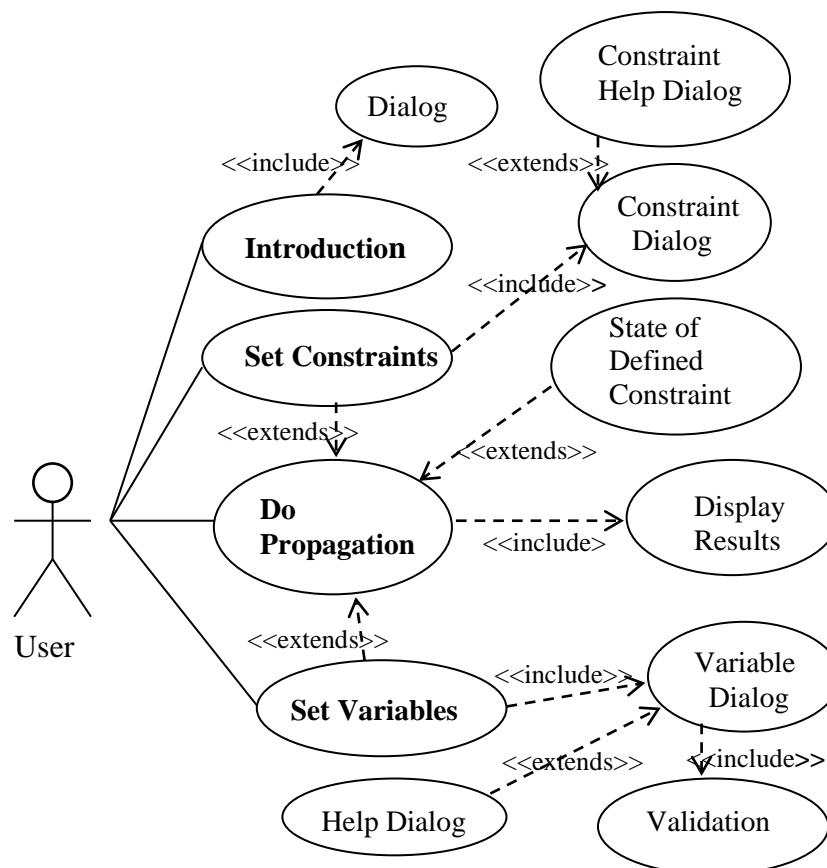 Constraint
Help Dialog
Dialog
<<include>>
<<extends>>
Constraint
Dialog
Introduction
<<include>>
State of
Defined
Constraint
Set Constraints
<<extends>>
<<extends>>
Do
Propagation
Display
Results
<<include>
User
<<extends>>
Variable
Dialog
<<include>>
Set Variables
<<include>>
<<extends>>
Help Dialog
Validation